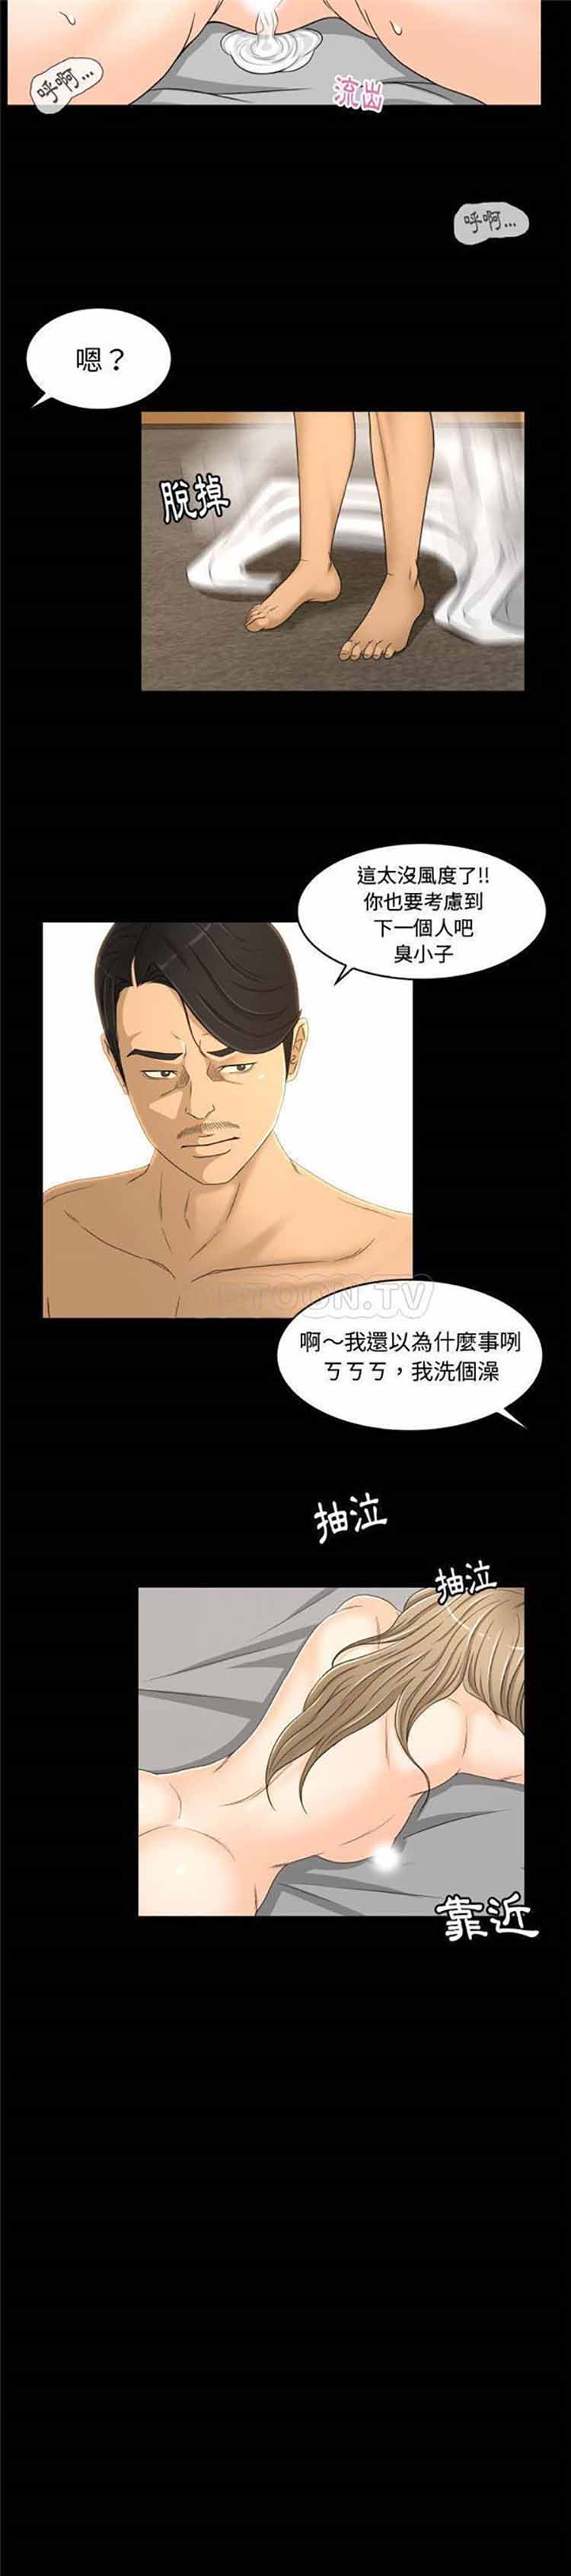 呼啊...
流出
呼啊...
嗯？
脫掉
這太沒風度了!!
你也要考慮到
下一個人吧
臭小子
TOON.TV
啊～我還以為什麼事咧
ㄎㄎㄎ，我洗個澡
抽泣
抽泣
靠近